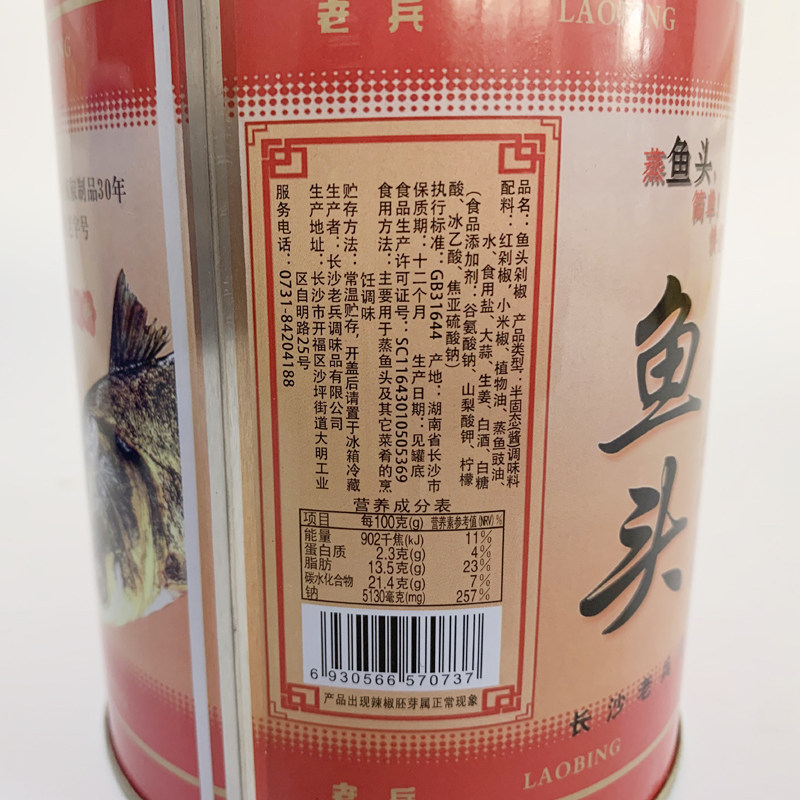 老兵
LAOBING
制品30年
字号
蒸鱼头、
鱼头
长沙老兵
LAOBING
老兵
品名：鱼头剁椒 产品类型：半固态(酱)调味料
配料：红剁椒，小米椒、植物油、蒸鱼豉油、
水、食用盐、大蒜、生姜、白酒、白糖
（食品添加剂：谷氨酸钠、山梨酸钾、柠檬
酸、冰乙酸、焦亚硫酸钠）
执行标准：GB31644 产地：湖南省长沙市
保质期：十二个月 生产日期：见罐底
食品生产许可证号：SC11643010505369
食用方法：主要用于蒸鱼头及其它菜肴的烹
饪调味
贮存方法：常温贮存，开盖后请置于冰箱冷藏
生产者：长沙老兵调味品有限公司
生产地址：长沙市开福区沙坪街道大明工业
区自明路25号
服务电话：0731-84204188
营养成分表
项目 每100克(g) 营养素参考值(NRV)%
能量 902千焦(kJ) 11%
蛋白质 2.3克(g) 4%
脂肪 13.5克(g) 23%
碳水化合物 21.4克(g) 7%
钠 5130毫克(mg) 257%
6 930566 570737
产品出现辣椒胚芽属正常现象